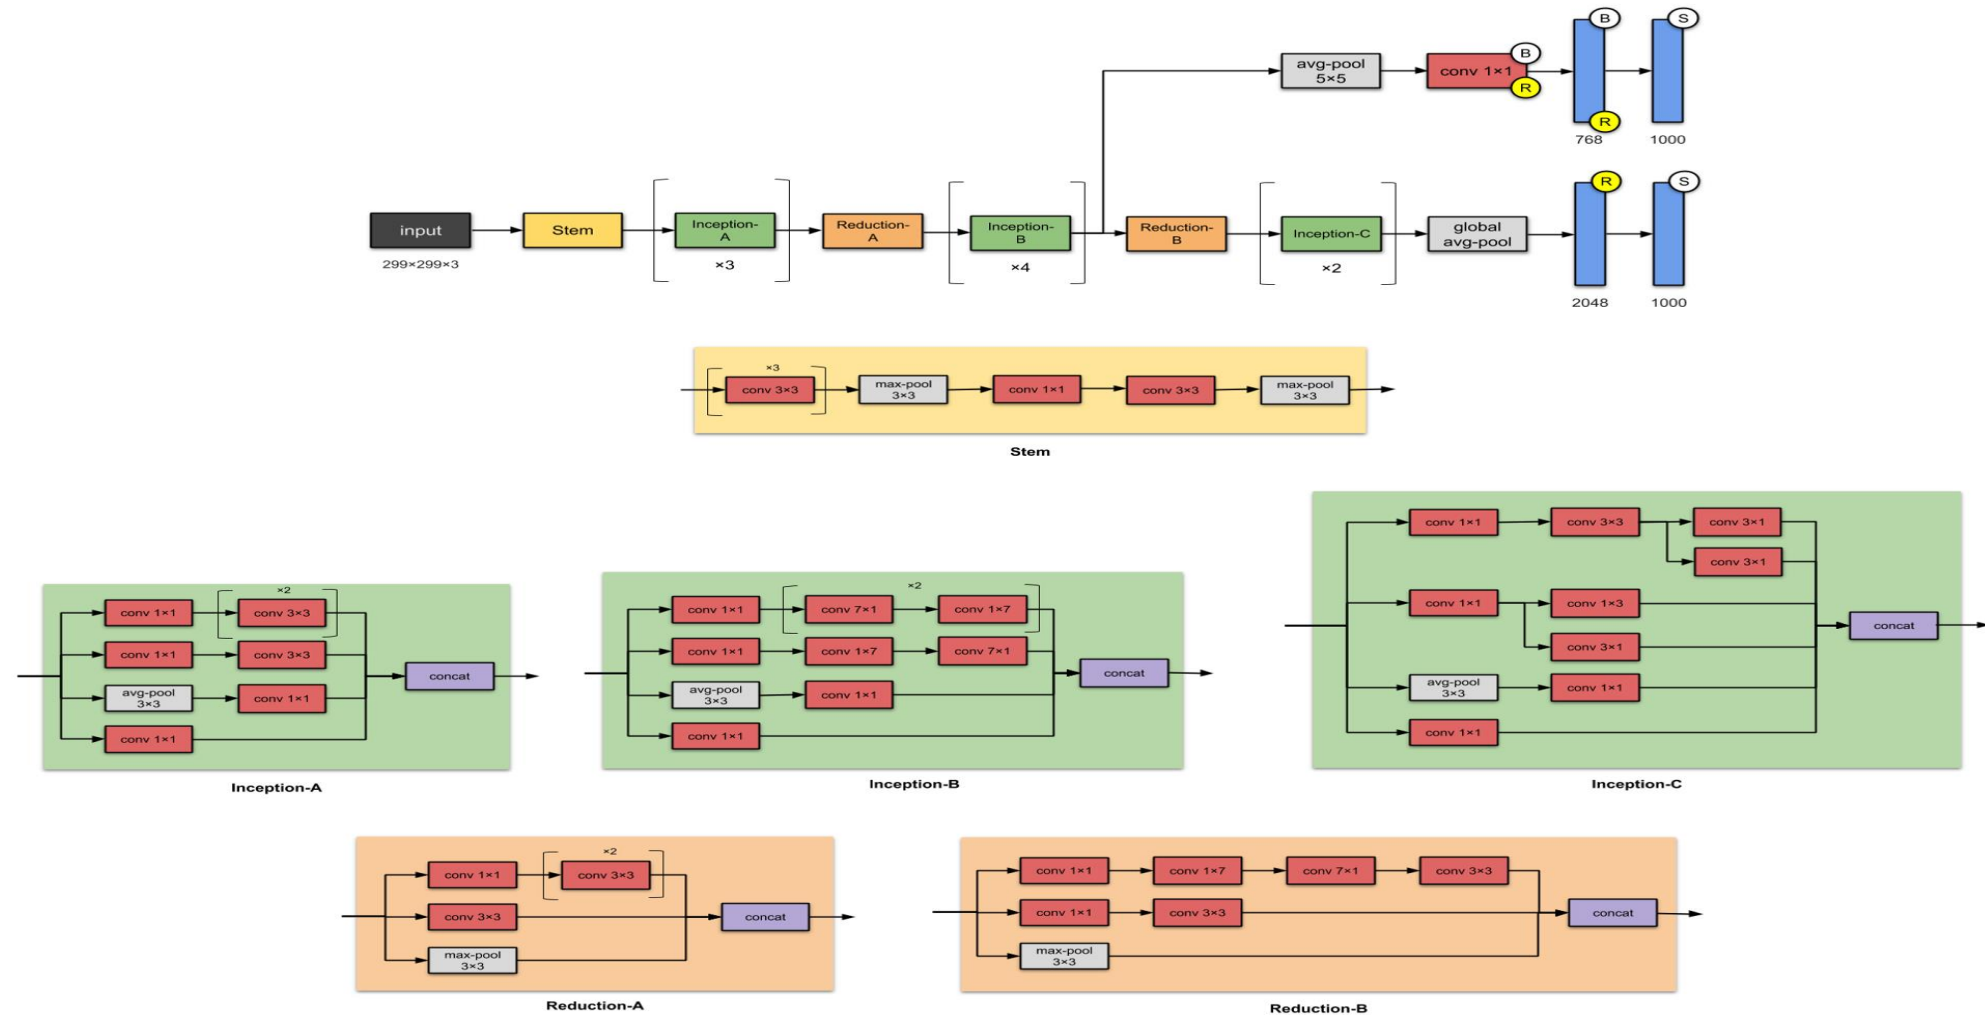 B
S
avg-pool
5×5
conv 1×1
B
R
R
768
1000
R
S
input
Stem
Inception-
A
×3
Reduction-
A
Inception-
B
×4
Reduction-
B
Inception-C
×2
global
avg-pool
299×299×3
2048
1000
×3
conv 3×3
max-pool
3×3
conv 1×1
conv 3×3
max-pool
3×3
Stem
×2
conv 1×1
conv 3×3
conv 1×1
conv 3×3
avg-pool
3×3
conv 1×1
conv 1×1
concat
Inception-A
×2
conv 1×1
conv 7×1
conv 1×7
conv 1×1
conv 1×7
conv 7×1
avg-pool
3×3
conv 1×1
conv 1×1
concat
Inception-B
conv 1×1
conv 3×3
conv 3×1
conv 3×1
conv 1×1
conv 1×3
conv 3×1
avg-pool
3×3
conv 1×1
conv 1×1
concat
Inception-C
×2
conv 1×1
conv 3×3
conv 3×3
max-pool
3×3
concat
Reduction-A
conv 1×1
conv 1×7
conv 7×1
conv 3×3
conv 1×1
conv 3×3
max-pool
3×3
concat
Reduction-B